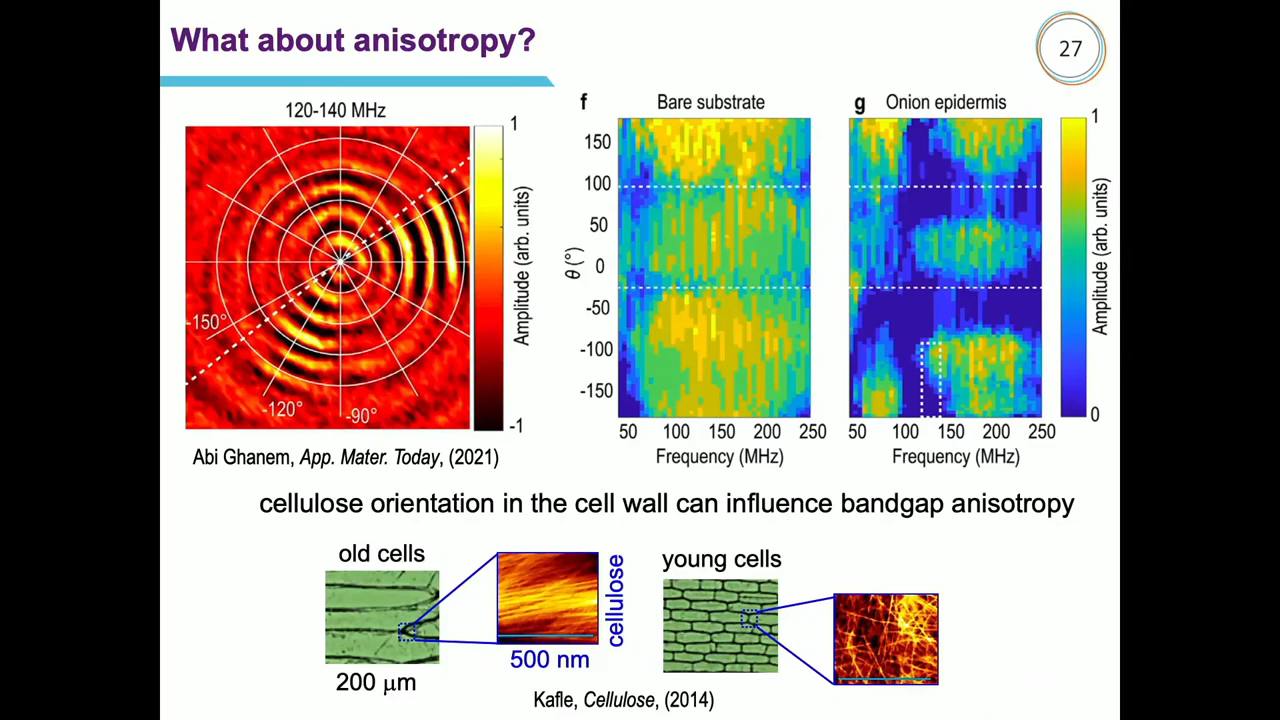 What about anisotropy?
27
120-140 MHz
1
-1
Amplitude (arb. units)
-150°
-120°
-90°
f
Bare substrate
150
100
50
0
-50
-100
-150
θ (°)
50 100 150 200 250
Frequency (MHz)
g
Onion epidermis
50 100 150 200 250
Frequency (MHz)
1
0
Amplitude (arb. units)
Abi Ghanem, App. Mater. Today, (2021)
cellulose orientation in the cell wall can influence bandgap anisotropy
old cells
200 μm
cellulose
500 nm
young cells
Kafle, Cellulose, (2014)